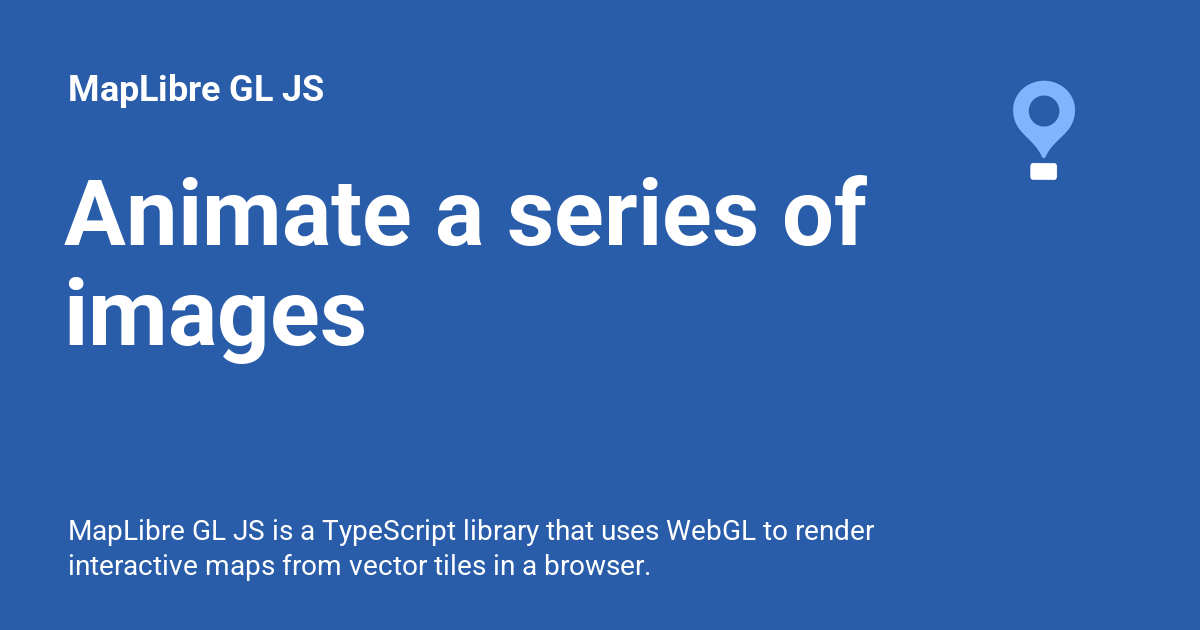 MapLibre GL JS
Animate a series of
images
MapLibre GL JS is a TypeScript library that uses WebGL to render
interactive maps from vector tiles in a browser.